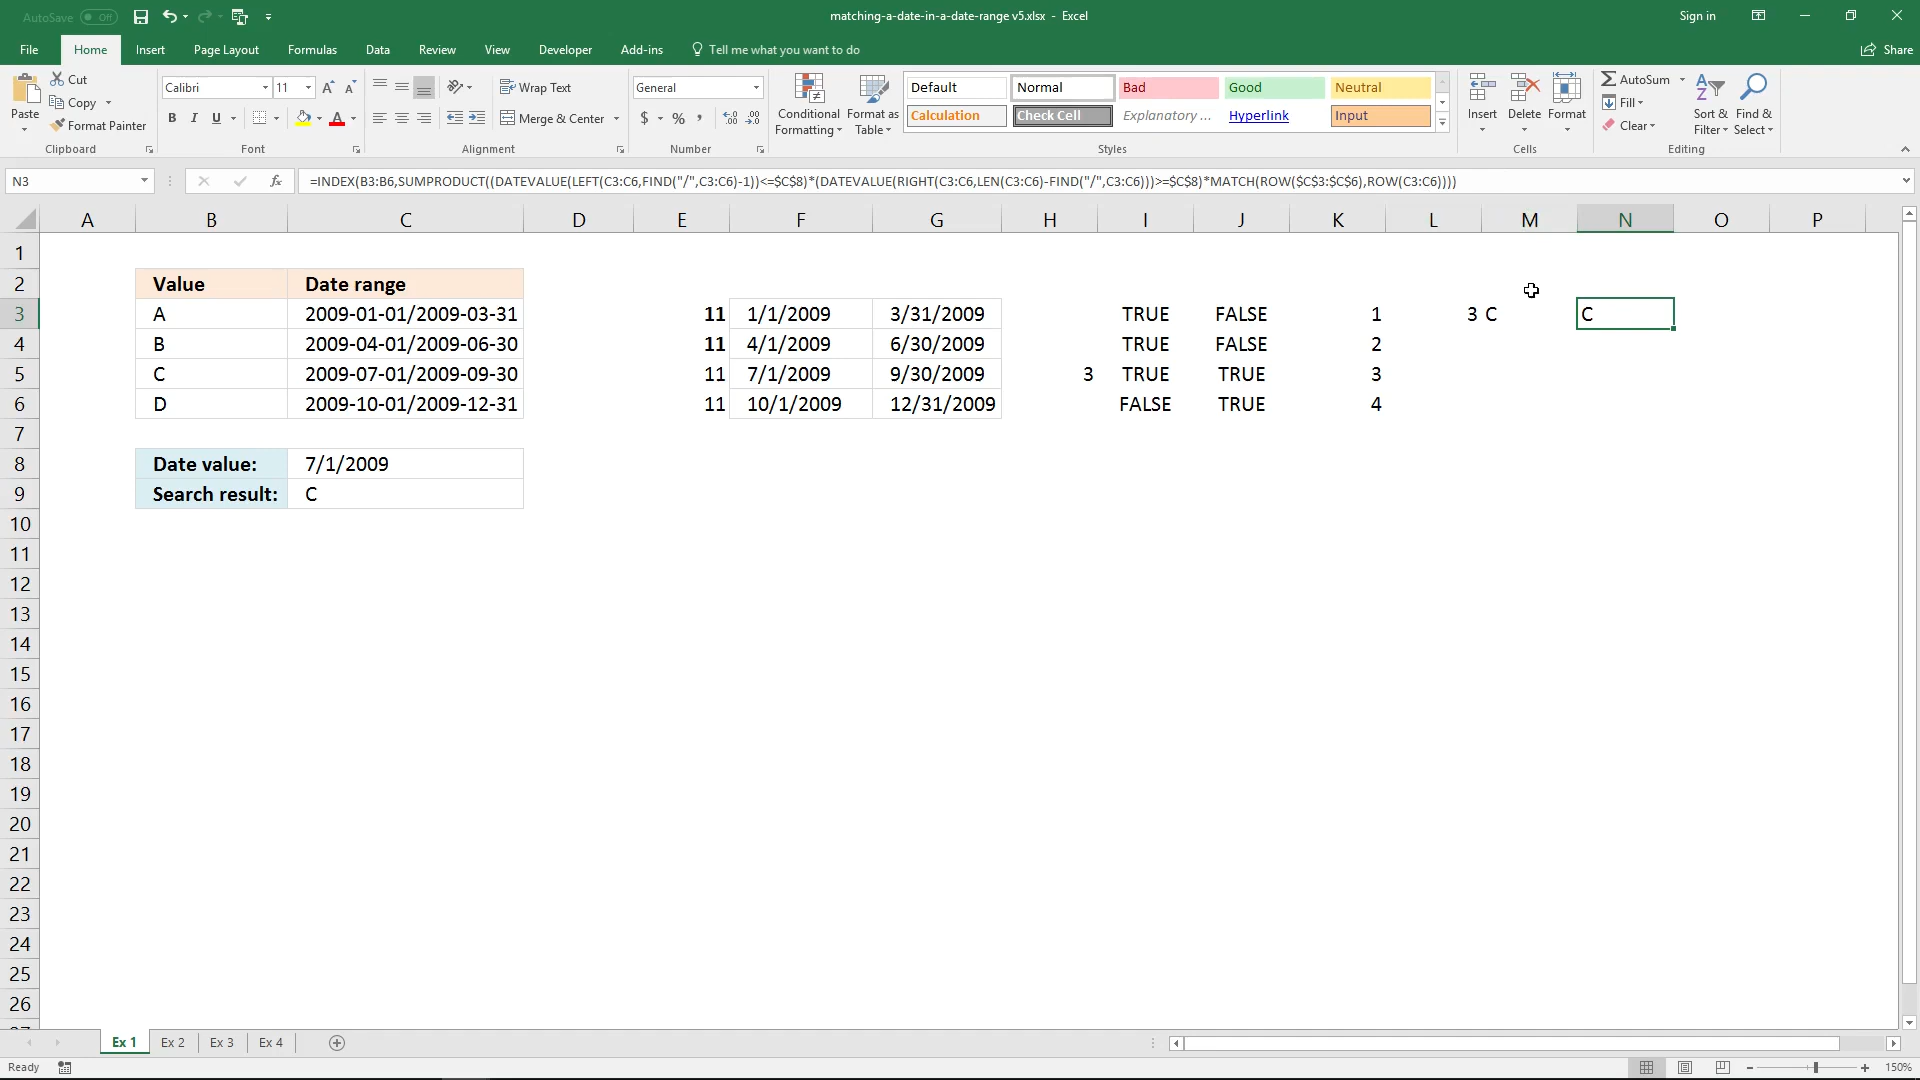 AutoSave Off
matching-a-date-in-a-date-range v5.xlsx - Excel
Sign in
File Home Insert Page Layout Formulas Data Review View Developer Add-ins Tell me what you want to do Share
Paste
Cut
Copy
Format Painter
Clipboard
Calibri 11
B I U A
Font
Wrap Text
Merge & Center
Alignment
General
$ % ,
Number
Conditional Formatting
Format as Table
Default Normal Bad Good Neutral
Calculation Check Cell Explanatory ... Hyperlink Input
Styles
Insert Delete Format
Cells
AutoSum
Fill
Clear
Sort & Filter
Find & Select
Editing
N3 fx =INDEX(B3:B6,SUMPRODUCT((DATEVALUE(LEFT(C3:C6,FIND("/",C3:C6)-1))<=$C$8)*(DATEVALUE(RIGHT(C3:C6,LEN(C3:C6)-FIND("/",C3:C6)))>=$C$8)*MATCH(ROW($C$3:$C$6),ROW(C3:C6))))
A B C D E F G H I J K L M N O P
1
2 Value Date range
3 A 2009-01-01/2009-03-31 11 1/1/2009 3/31/2009 TRUE FALSE 1 3 C C
4 B 2009-04-01/2009-06-30 11 4/1/2009 6/30/2009 TRUE FALSE 2
5 C 2009-07-01/2009-09-30 11 7/1/2009 9/30/2009 3 TRUE TRUE 3
6 D 2009-10-01/2009-12-31 11 10/1/2009 12/31/2009 FALSE TRUE 4
7
8 Date value: 7/1/2009
9 Search result: C
10
11
12
13
14
15
16
17
18
19
20
21
22
23
24
25
26
Ex 1 Ex 2 Ex 3 Ex 4
Ready 150%